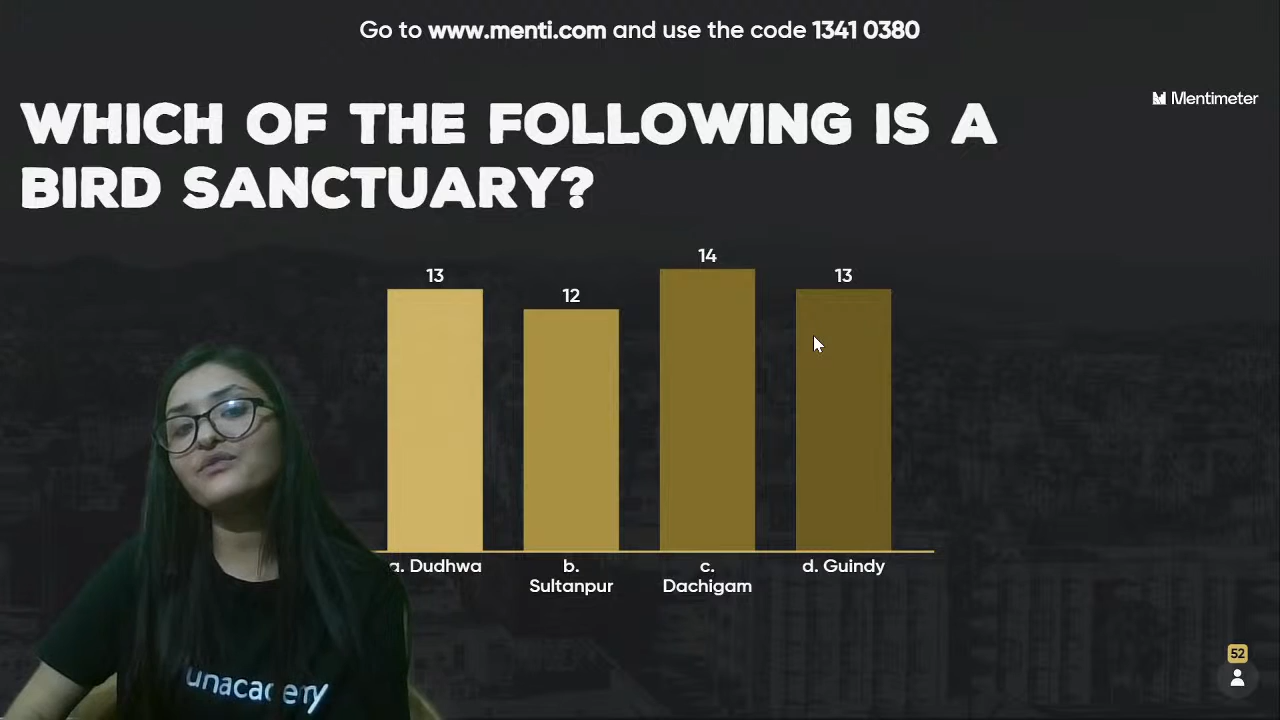 Go to www.menti.com and use the code 1341 0380
Mentimeter
WHICH OF THE FOLLOWING IS A
BIRD SANCTUARY?
13
12
14
13
a. Dudhwa
b.
Sultanpur
c.
Dachigam
d. Guindy
unacademy
52